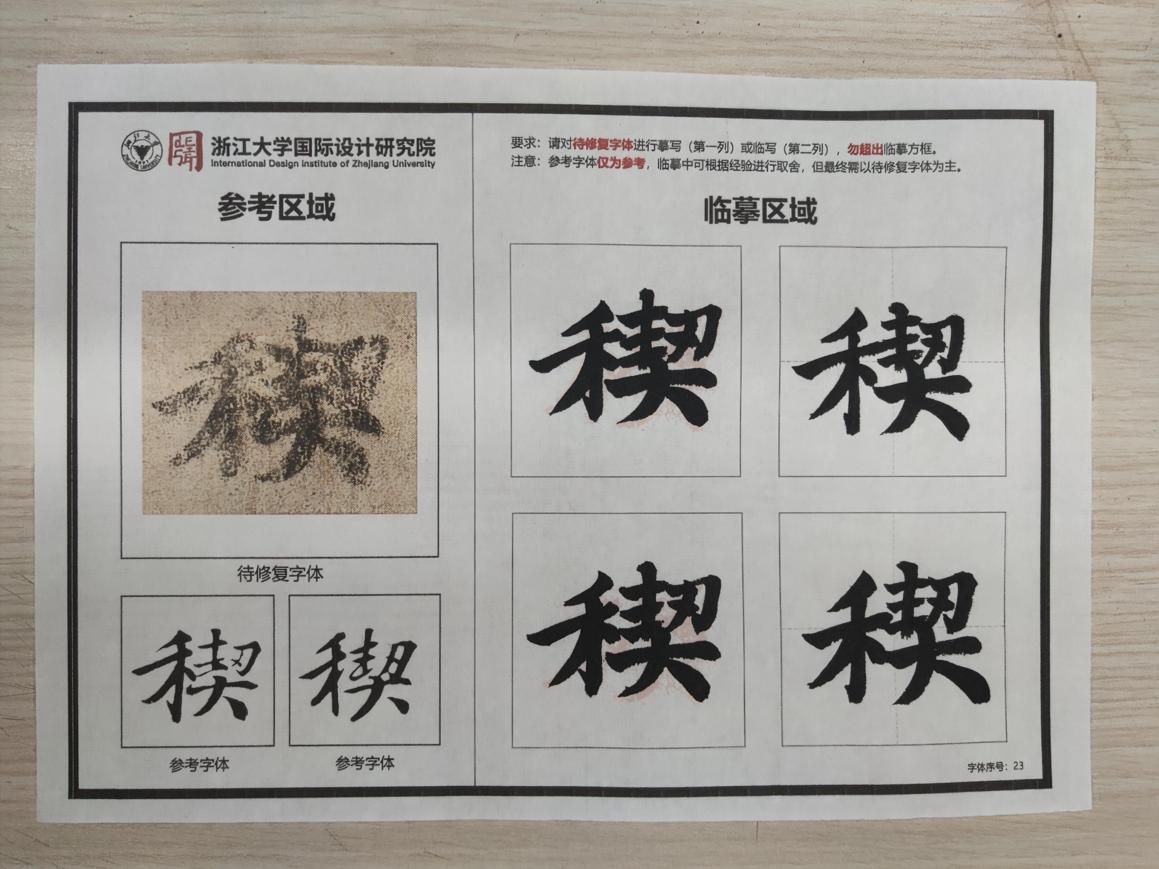 浙江大学国际设计研究院
International Design Institute of Zhejiang University
参考区域
稧
待修复字体
稧
稧
参考字体
参考字体
要求：请对待修复字体进行摹写（第一列）或临写（第二列），勿超出临摹方框。
注意：参考字体仅为参考，临摹中可根据经验进行取舍，但最终需以待修复字体为主。
临摹区域
稧
稧
稧
稧
字体序号：23